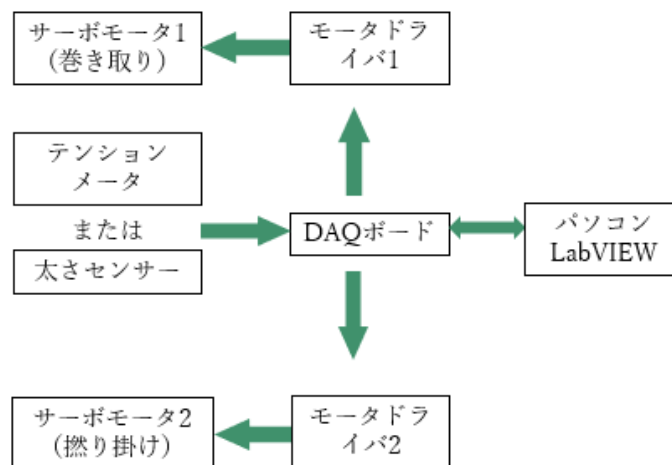 サーボモータ1
(巻き取り)
モータドラ
イバ1
テンション
メータ
または
太さセンサー
DAQボード
パソコン
LabVIEW
サーボモータ2
(撚り掛け)
モータドラ
イバ2